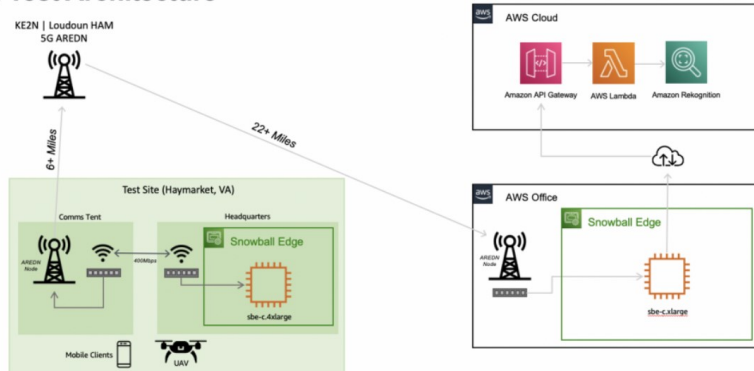 KE2N | Loudoun HAM
5G AREDN
6+ Miles
22+ Miles
Test Site (Haymarket, VA)
Comms Tent
AREDN
Node
400Mbps
Headquarters
Snowball Edge
sbe-c.4xlarge
Mobile Clients
UAV
aws
AWS Cloud
Amazon API Gateway
AWS Lambda
Amazon Rekognition
aws
AWS Office
AREDN
Node
Snowball Edge
sbe-c.xlarge